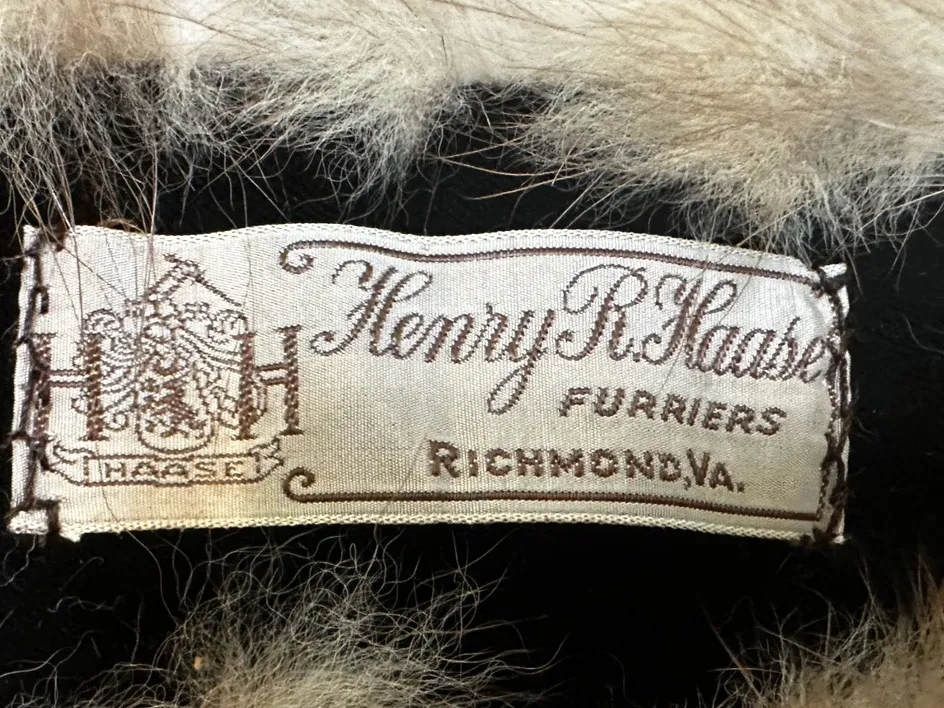 H H
HAASE
Henry R. Haase
FURRIERS
RICHMOND, VA.